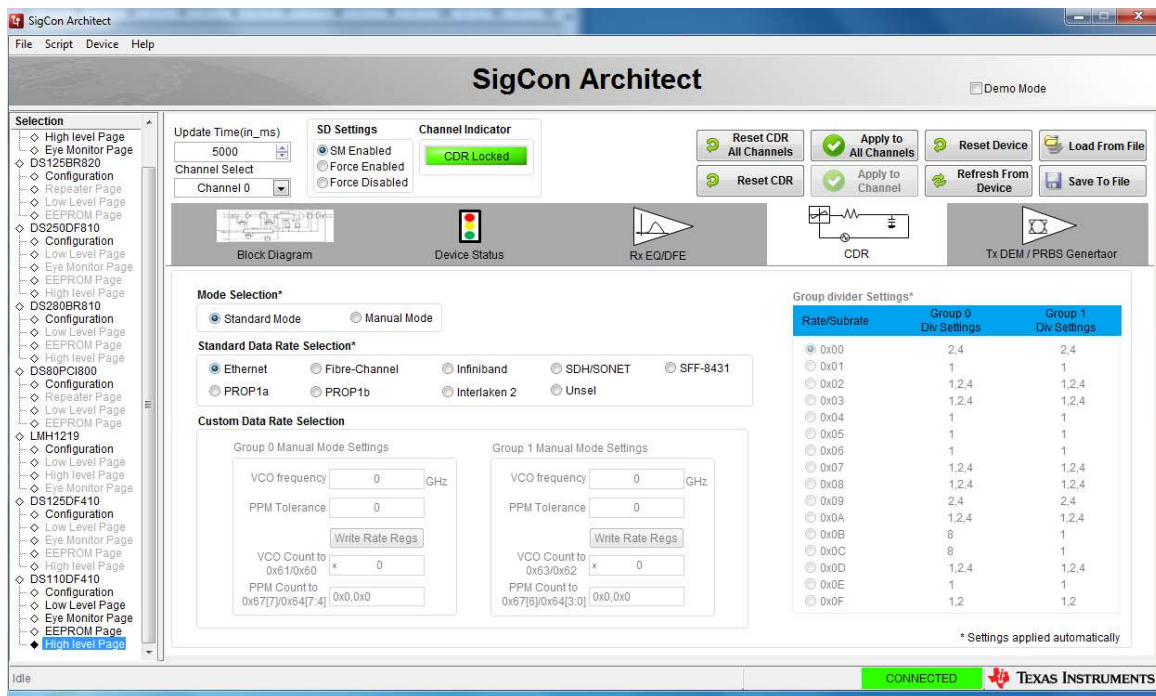 SigCon Architect
File Script Device Help
SigCon Architect
Demo Mode
Selection
High level Page
Eye Monitor Page
DS125BR820
Configuration
Repeater Page
Low Level Page
EEPROM Page
DS250DF810
Configuration
Low Level Page
Eye Monitor Page
EEPROM Page
High level Page
DS280BR810
Configuration
Low Level Page
EEPROM Page
High level Page
DS80PCI800
Configuration
Repeater Page
Low Level Page
EEPROM Page
LMH1219
Configuration
Low Level Page
High level Page
Eye Monitor Page
DS125DF410
Configuration
Low Level Page
Eye Monitor Page
EEPROM Page
High level Page
DS110DF410
Configuration
Low Level Page
Eye Monitor Page
EEPROM Page
High level Page
Update Time(in_ms)
5000
Channel Select
Channel 0
SD Settings
SM Enabled
Force Enabled
Force Disabled
Channel Indicator
CDR Locked
Reset CDR
All Channels
Apply to
All Channels
Reset Device
Load From File
Reset CDR
Apply to
Channel
Refresh From
Device
Save To File
Block Diagram
Device Status
Rx EQ/DFE
CDR
Tx DEM / PRBS Genertaor
Mode Selection*
Standard Mode Manual Mode
Standard Data Rate Selection*
Ethernet Fibre-Channel Infiniband SDH/SONET SFF-8431
PROP1a PROP1b Interlaken 2 Unsel
Custom Data Rate Selection
Group 0 Manual Mode Settings
VCO frequency 0 GHz
PPM Tolerance 0
Write Rate Regs
VCO Count to
0x61/0x60 x 0
PPM Count to
0x67[7]/0x64[7:4] 0x0,0x0
Group 1 Manual Mode Settings
VCO frequency 0 GHz
PPM Tolerance 0
Write Rate Regs
VCO Count to
0x63/0x62 x 0
PPM Count to
0x67[6]/0x64[3:0] 0x0,0x0
Group divider Settings*
Rate/Subrate Group 0 Div Settings Group 1 Div Settings
0x00 2,4 2,4
0x01 1 1
0x02 1,2,4 1,2,4
0x03 1,2,4 1,2,4
0x04 1 1
0x05 1 1
0x06 1 1
0x07 1,2,4 1,2,4
0x08 1,2,4 1,2,4
0x09 2,4 2,4
0x0A 1,2,4 1,2,4
0x0B 8 1
0x0C 8 1
0x0D 1,2,4 1,2,4
0x0E 1 1
0x0F 1,2 1,2
* Settings applied automatically
Idle
CONNECTED
TEXAS INSTRUMENTS